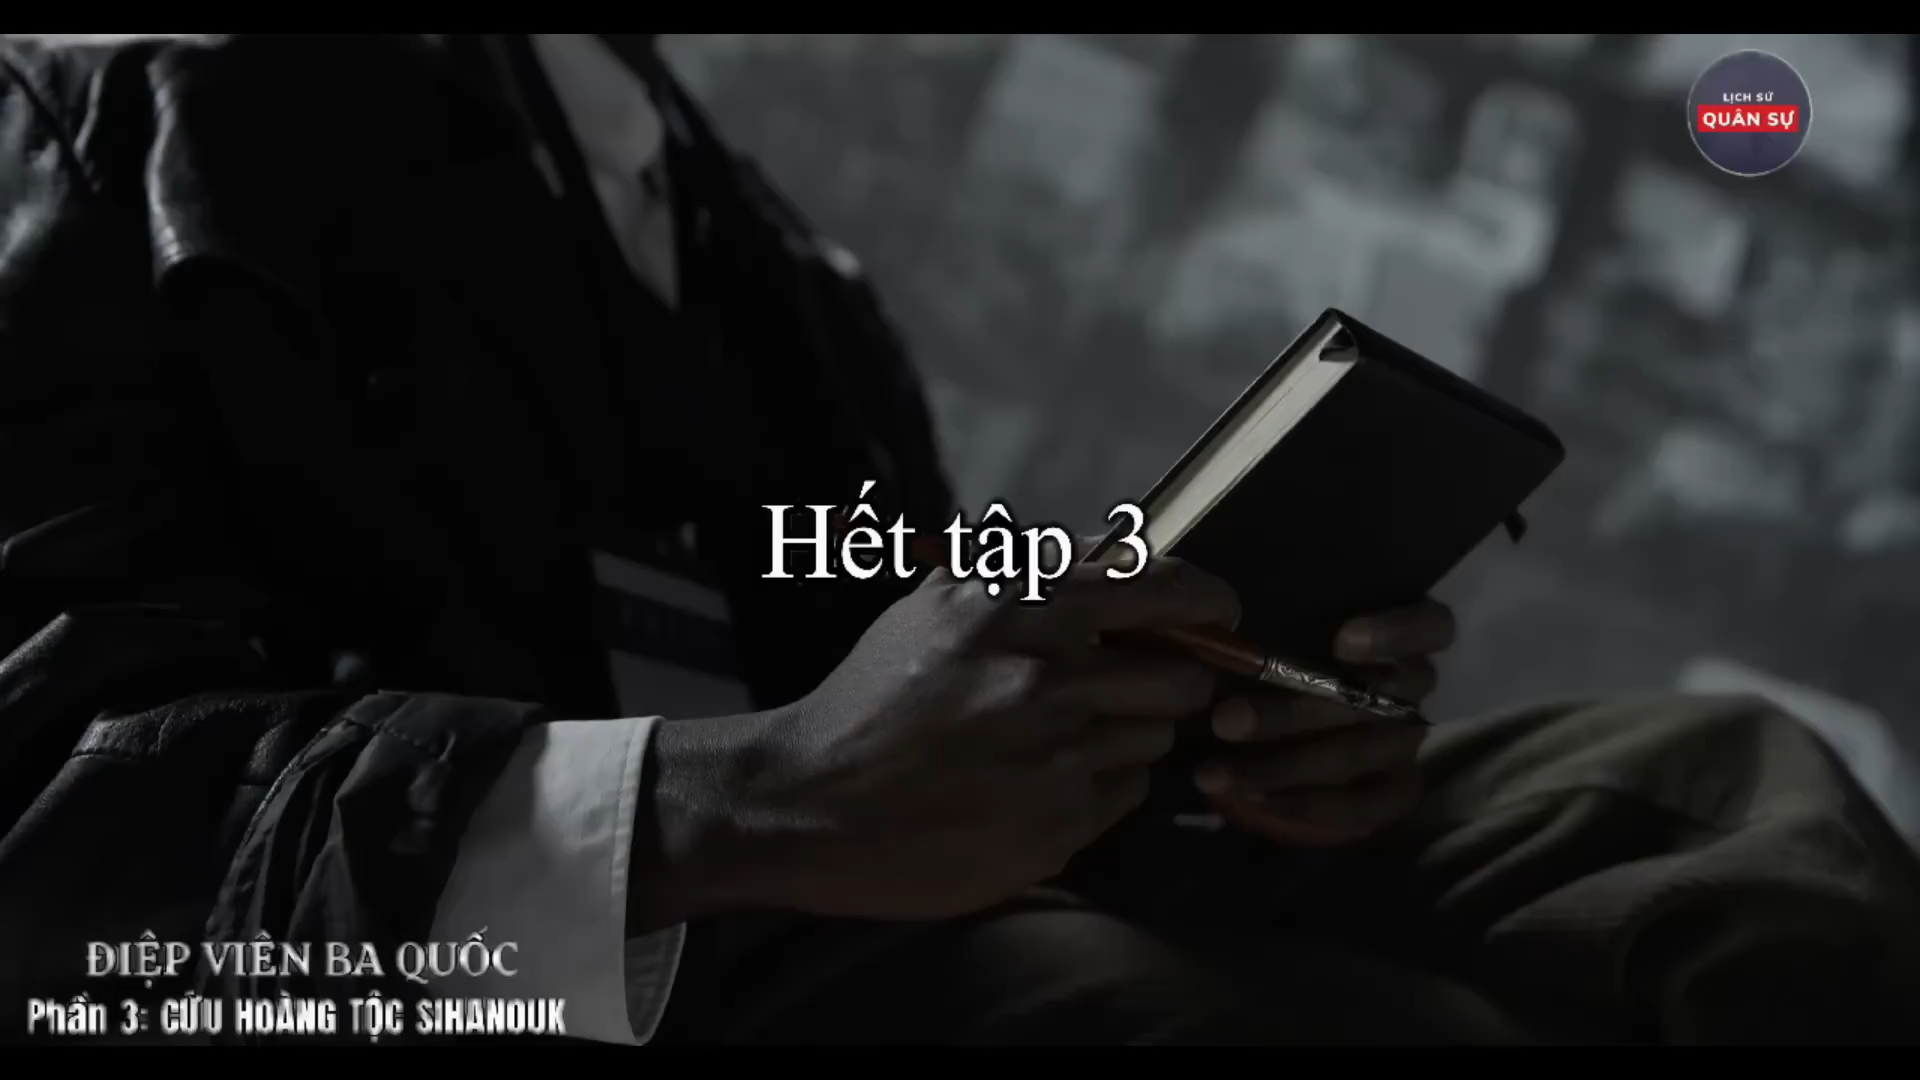 LỊCH SỬ
QUÂN SỰ
Hết tập 3
ĐIỆP VIÊN BA QUỐC
Phần 3: CỨU HOÀNG TỘC SIHANOUK